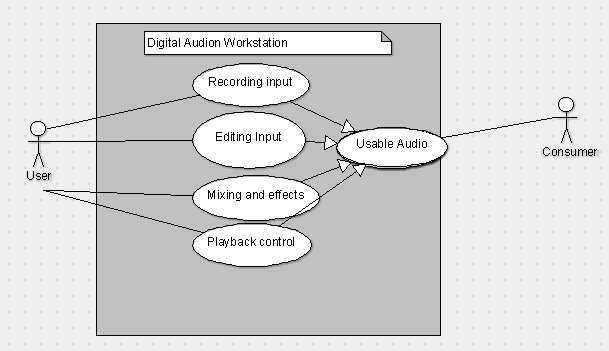 Digital Audion Workstation
Recording input
Editing Input
Usable Audio
Consumer
User
Mixing and effects
Playback control